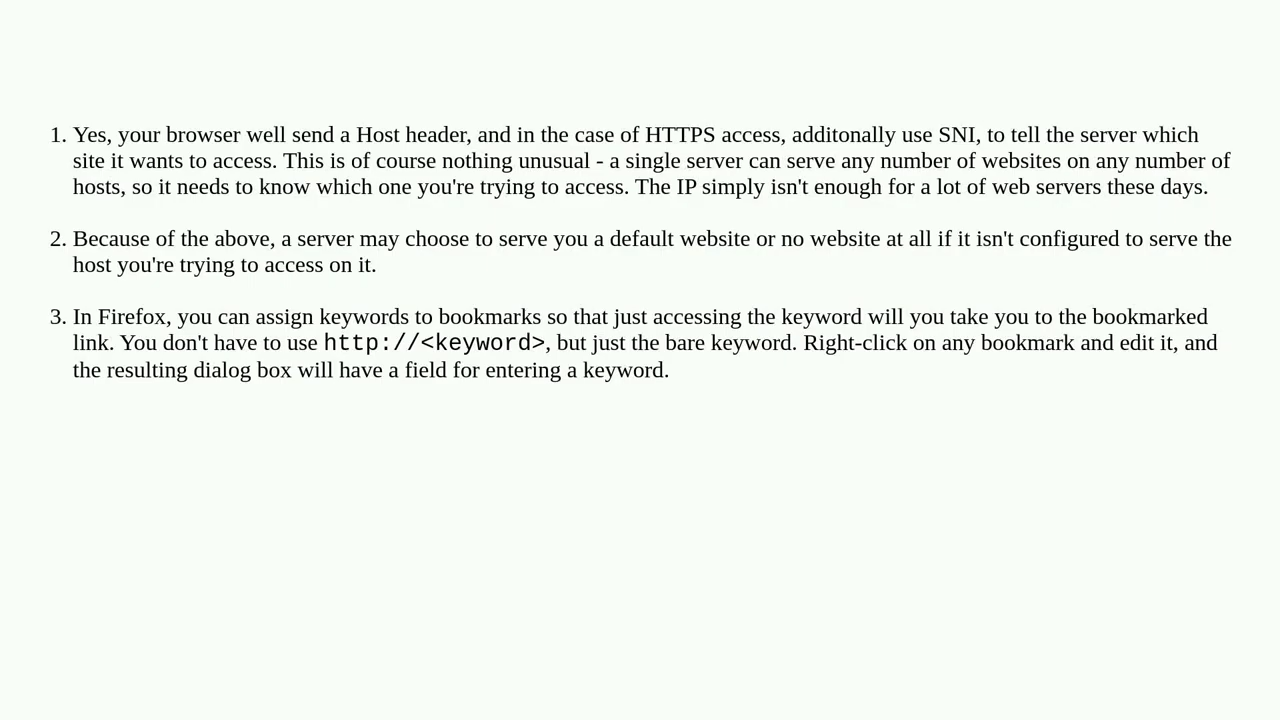 1. Yes, your browser well send a Host header, and in the case of HTTPS access, additonally use SNI, to tell the server which
site it wants to access. This is of course nothing unusual - a single server can serve any number of websites on any number of
hosts, so it needs to know which one you're trying to access. The IP simply isn't enough for a lot of web servers these days.
2. Because of the above, a server may choose to serve you a default website or no website at all if it isn't configured to serve the
host you're trying to access on it.
3. In Firefox, you can assign keywords to bookmarks so that just accessing the keyword will you take you to the bookmarked
link. You don't have to use http://<keyword>, but just the bare keyword. Right-click on any bookmark and edit it, and
the resulting dialog box will have a field for entering a keyword.